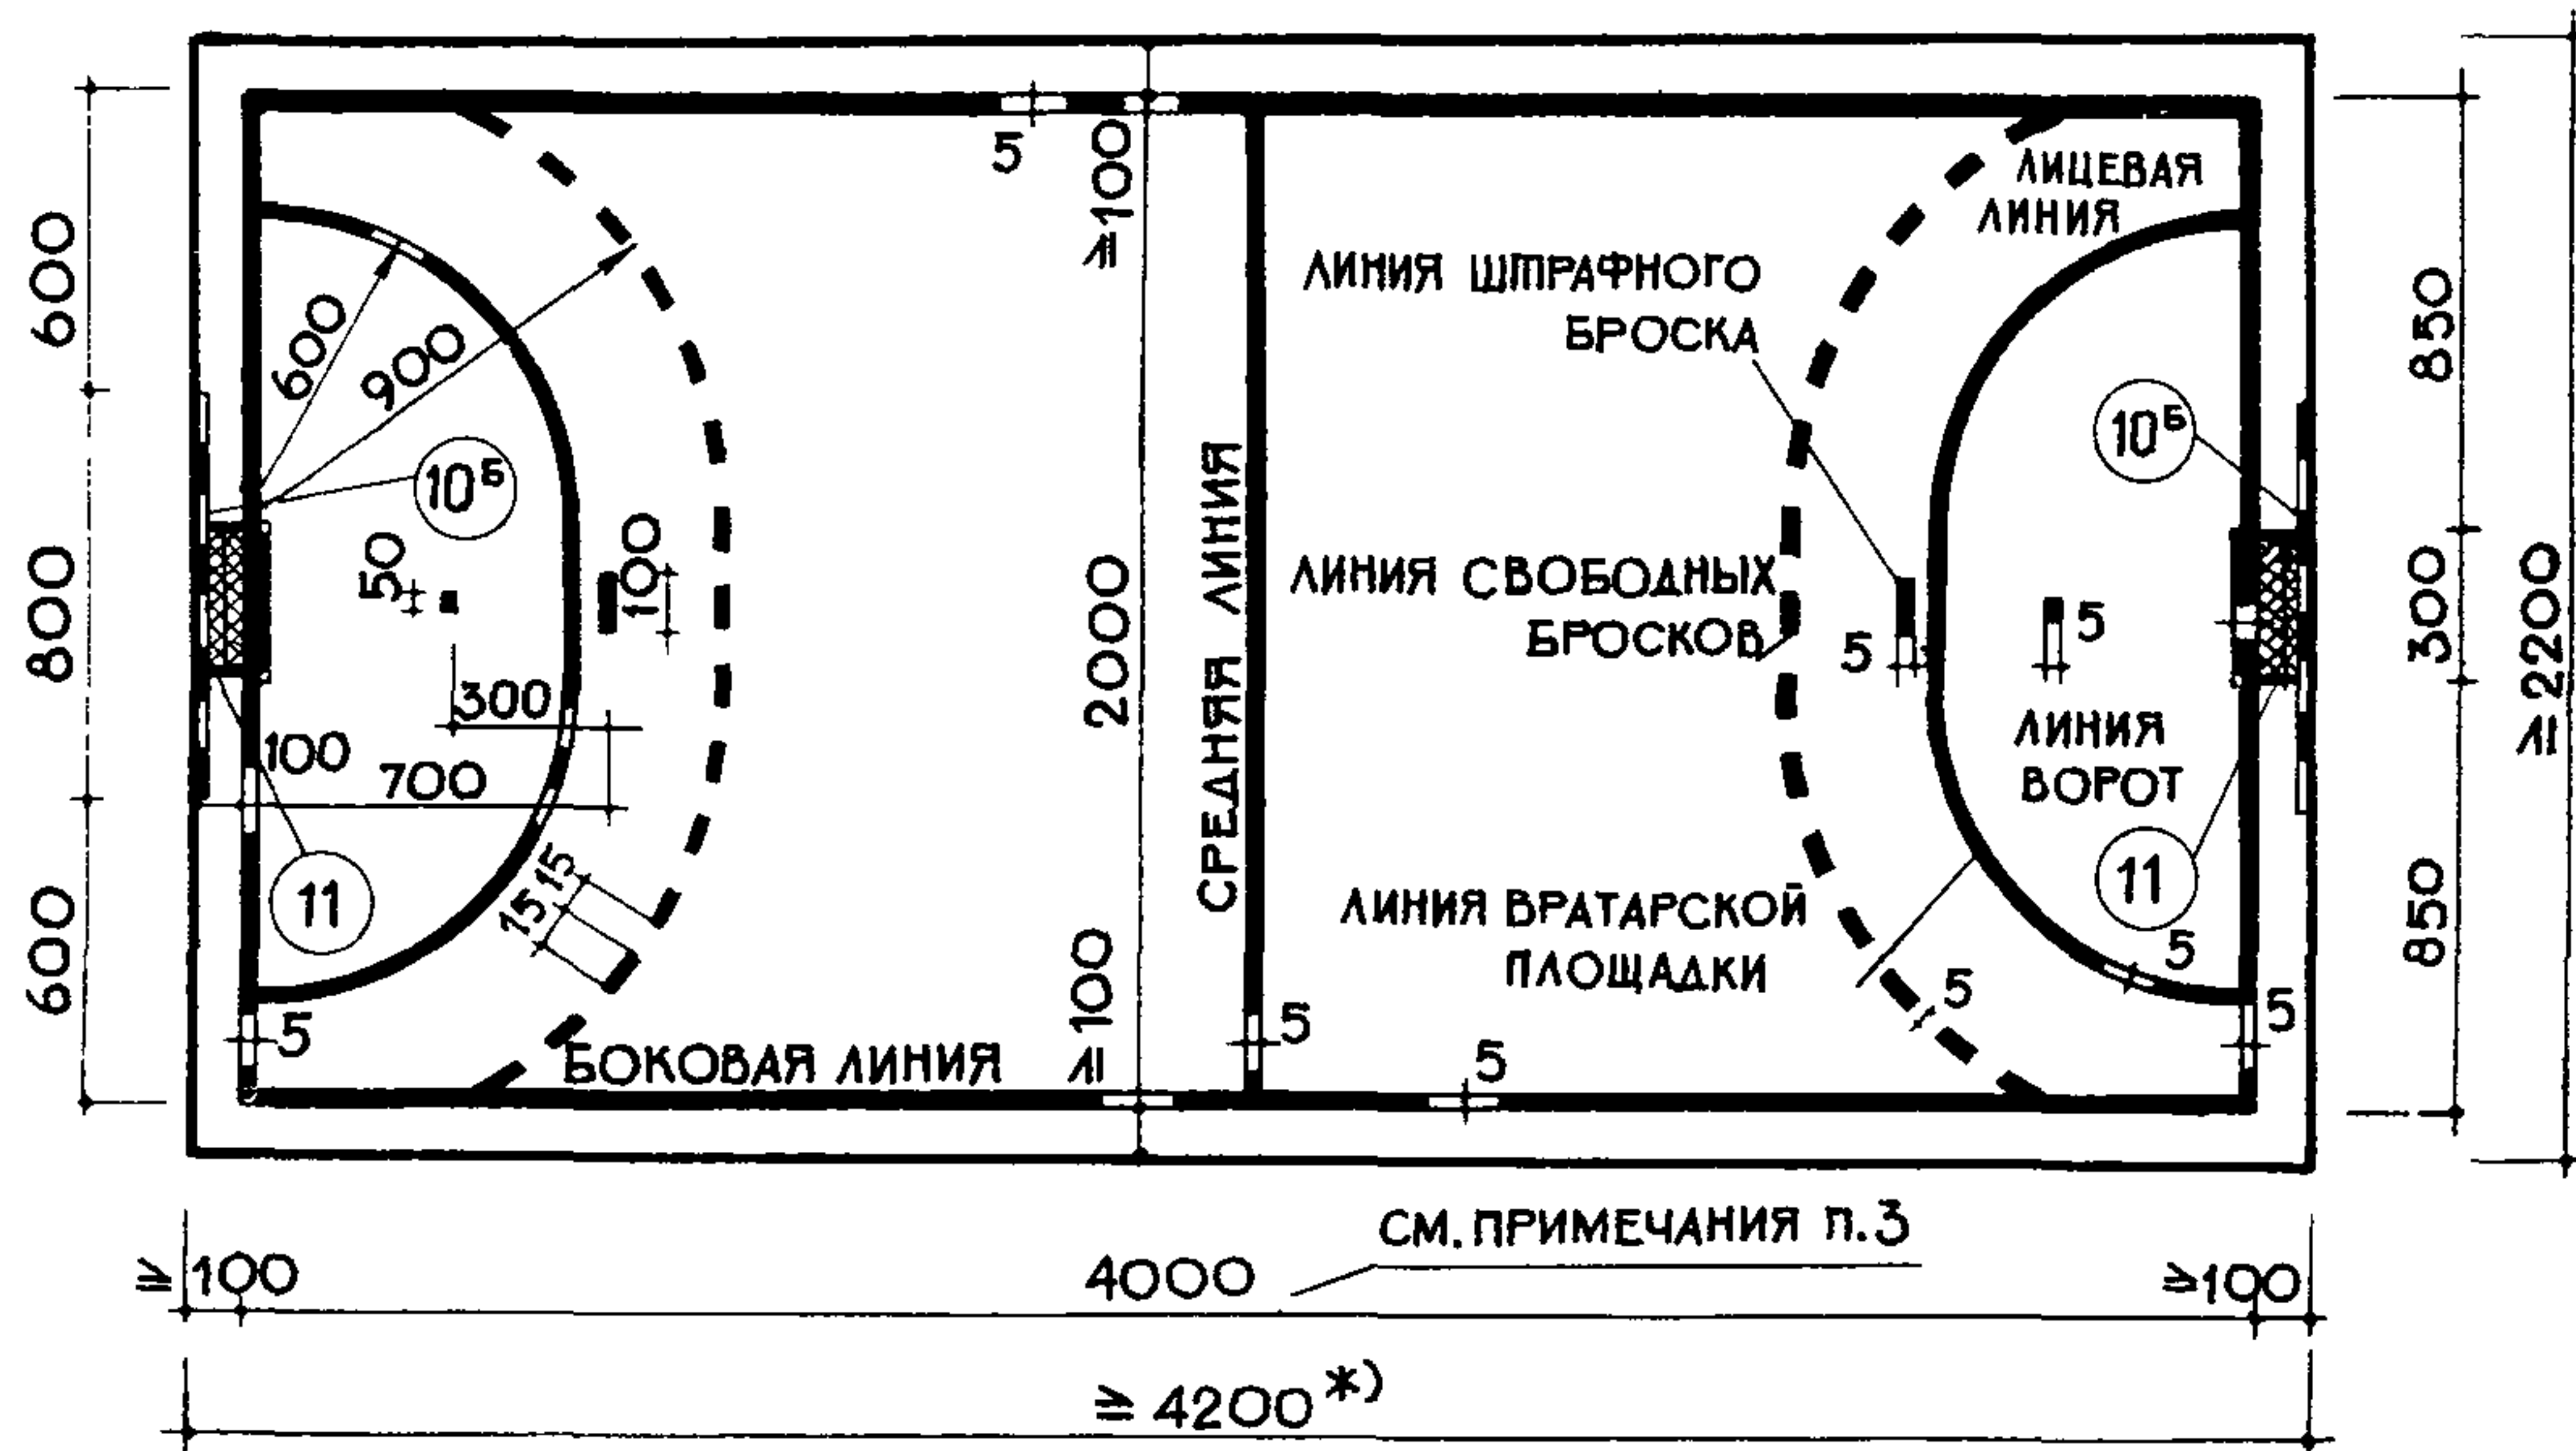 5
≥100
600
600
900
10Б
50
100
800
300
100
700
11
15
15
600
5
БОКОВАЯ ЛИНИЯ
2000
≥100
СРЕДНЯЯ ЛИНИЯ
5
ЛИЦЕВАЯ
ЛИНИЯ
ЛИНИЯ ШТРАФНОГО
БРОСКА
10Б
ЛИНИЯ СВОБОДНЫХ
БРОСКОВ
5
5
ЛИНИЯ
ВОРОТ
11
ЛИНИЯ ВРАТАРСКОЙ
ПЛОЩАДКИ
5
5
5
5
850
300
850
≥2200
СМ. ПРИМЕЧАНИЯ П.3
≥100
4000
≥100
≥ 4200*)